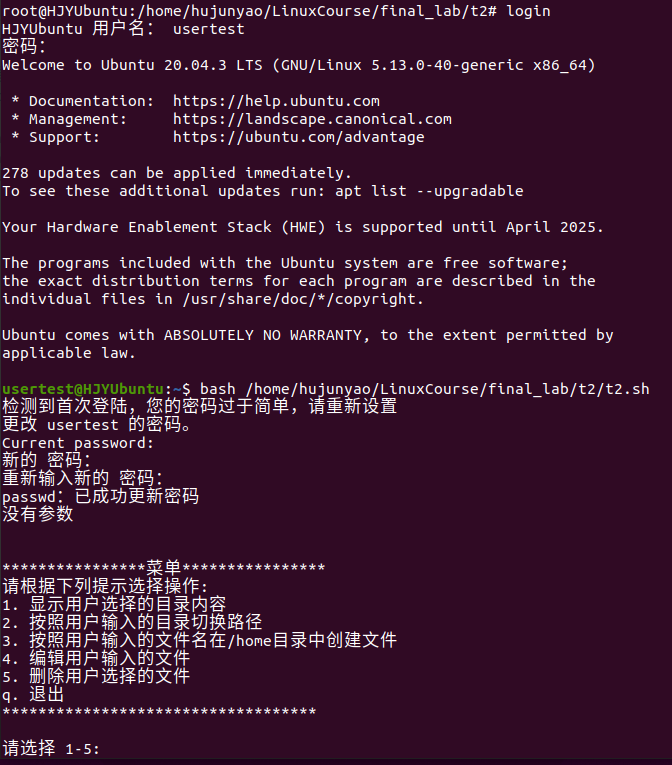 root@HJYUbuntu:/home/hujunyao/LinuxCourse/final_lab/t2# login
HJYUbuntu 用户名： usertest
密码：
Welcome to Ubuntu 20.04.3 LTS (GNU/Linux 5.13.0-40-generic x86_64)
* Documentation:  https://help.ubuntu.com
* Management:     https://landscape.canonical.com
* Support:        https://ubuntu.com/advantage
278 updates can be applied immediately.
To see these additional updates run: apt list --upgradable
Your Hardware Enablement Stack (HWE) is supported until April 2025.
The programs included with the Ubuntu system are free software;
the exact distribution terms for each program are described in the
individual files in /usr/share/doc/*/copyright.
Ubuntu comes with ABSOLUTELY NO WARRANTY, to the extent permitted by
applicable law.
usertest@HJYUbuntu:~$ bash /home/hujunyao/LinuxCourse/final_lab/t2/t2.sh
检测到首次登陆，您的密码过于简单，请重新设置
更改 usertest 的密码。
Current password:
新的 密码：
重新输入新的 密码：
passwd：已成功更新密码
没有参数
****************菜单****************
请根据下列提示选择操作:
1. 显示用户选择的目录内容
2. 按照用户输入的目录切换路径
3. 按照用户输入的文件名在/home目录中创建文件
4. 编辑用户输入的文件
5. 删除用户选择的文件
q. 退出
***********************************
请选择 1-5: